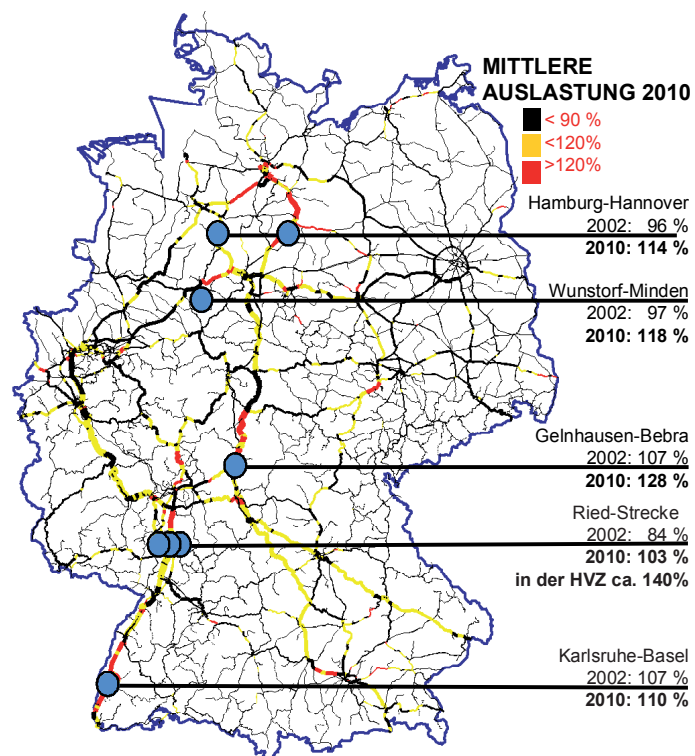 MITTLERE
AUSLASTUNG 2010
< 90 %
<120%
>120%
Hamburg-Hannover
2002: 96 %
2010: 114 %
Wunstorf-Minden
2002: 97 %
2010: 118 %
Gelnhausen-Bebra
2002: 107 %
2010: 128 %
Ried-Strecke
2002: 84 %
2010: 103 %
in der HVZ ca. 140%
Karlsruhe-Basel
2002: 107 %
2010: 110 %